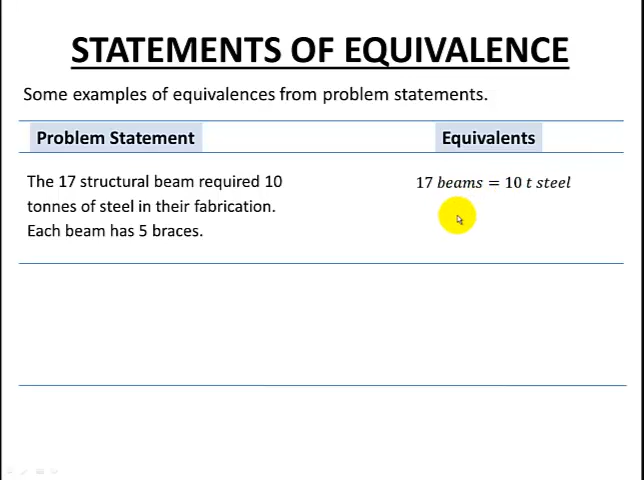 STATEMENTS OF EQUIVALENCE
Some examples of equivalences from problem statements.
Problem Statement
Equivalents
The 17 structural beam required 10
tonnes of steel in their fabrication.
Each beam has 5 braces.
17 beams = 10 t steel